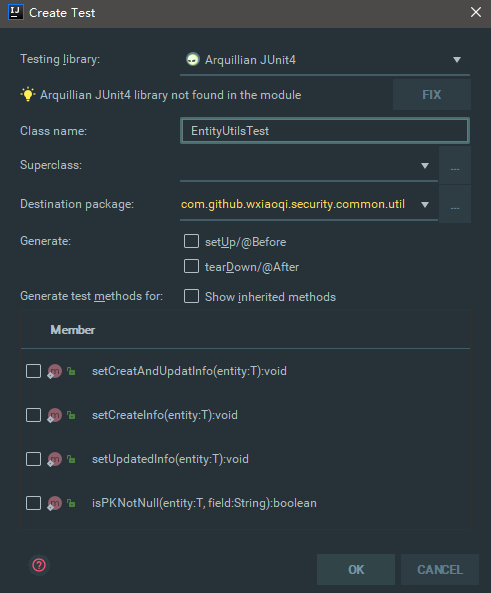 IJ Create Test
Testing library: Arquillian JUnit4
Arquillian JUnit4 library not found in the module FIX
Class name: EntityUtilsTest
Superclass: ...
Destination package: com.github.wxiaoqi.security.common.util ...
Generate: setUp/@Before
tearDown/@After
Generate test methods for: Show inherited methods
Member
m setCreatAndUpdatInfo(entity:T):void
m setCreateInfo(entity:T):void
m setUpdatedInfo(entity:T):void
m isPKNotNull(entity:T, field:String):boolean
? OK CANCEL